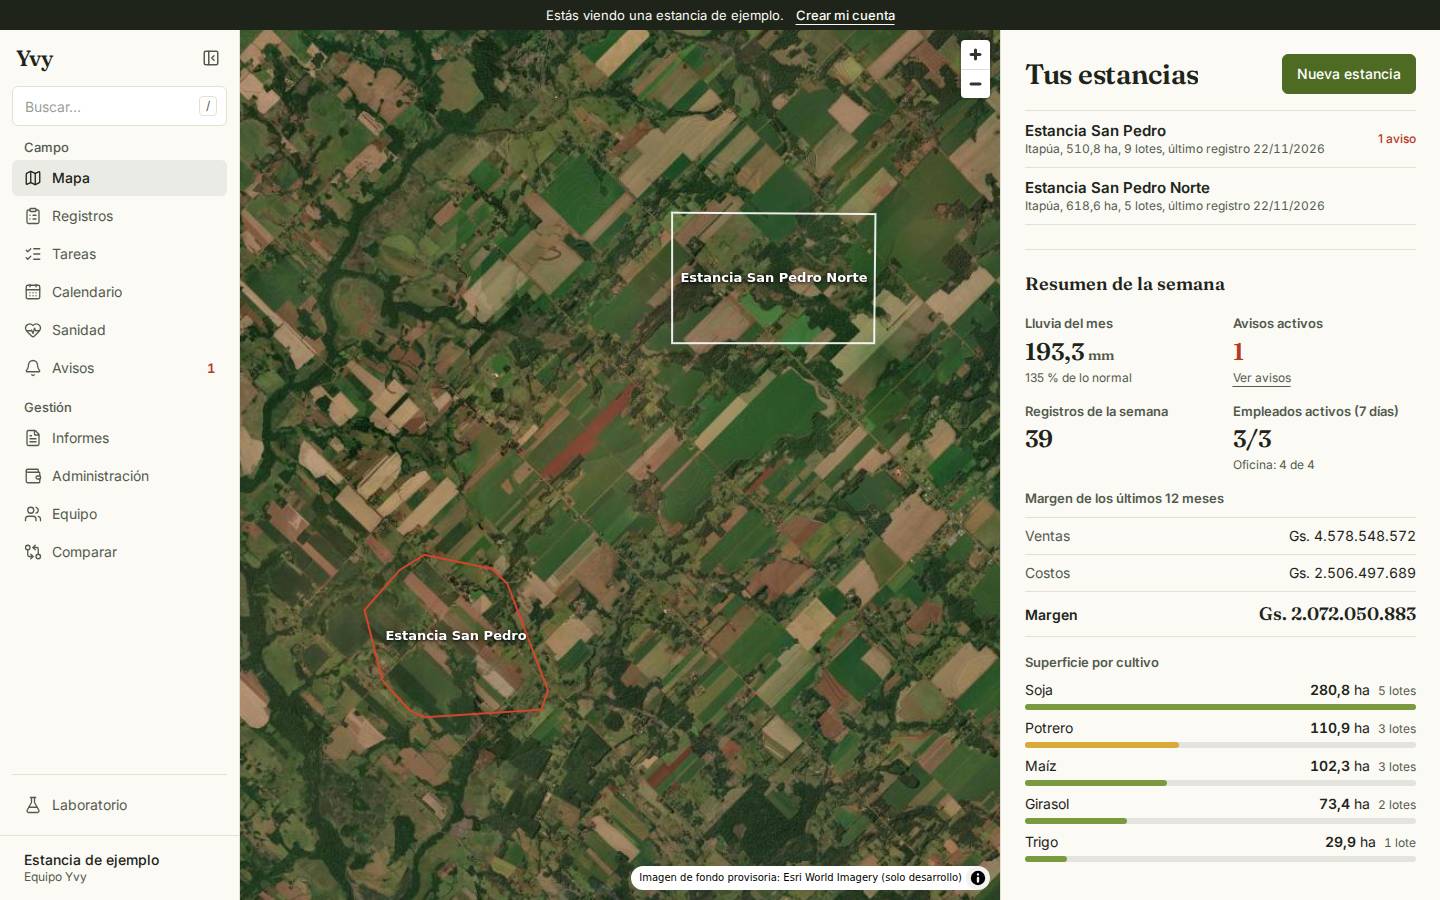 Estás viendo una estancia de ejemplo. Crear mi cuenta
Yvy
Buscar... /
Campo
Mapa
Registros
Tareas
Calendario
Sanidad
Avisos 1
Gestión
Informes
Administración
Equipo
Comparar
Laboratorio
Estancia de ejemplo
Equipo Yvy
Estancia San Pedro Norte
Estancia San Pedro
Imagen de fondo provisoria: Esri World Imagery (solo desarrollo)
Tus estancias
Nueva estancia
Estancia San Pedro
Itapúa, 510,8 ha, 9 lotes, último registro 22/11/2026
1 aviso
Estancia San Pedro Norte
Itapúa, 618,6 ha, 5 lotes, último registro 22/11/2026
Resumen de la semana
Lluvia del mes
193,3 mm
135 % de lo normal
Avisos activos
1
Ver avisos
Registros de la semana
39
Empleados activos (7 días)
3/3
Oficina: 4 de 4
Margen de los últimos 12 meses
Ventas Gs. 4.578.548.572
Costos Gs. 2.506.497.689
Margen Gs. 2.072.050.883
Superficie por cultivo
Soja 280,8 ha 5 lotes
Potrero 110,9 ha 3 lotes
Maíz 102,3 ha 3 lotes
Girasol 73,4 ha 2 lotes
Trigo 29,9 ha 1 lote